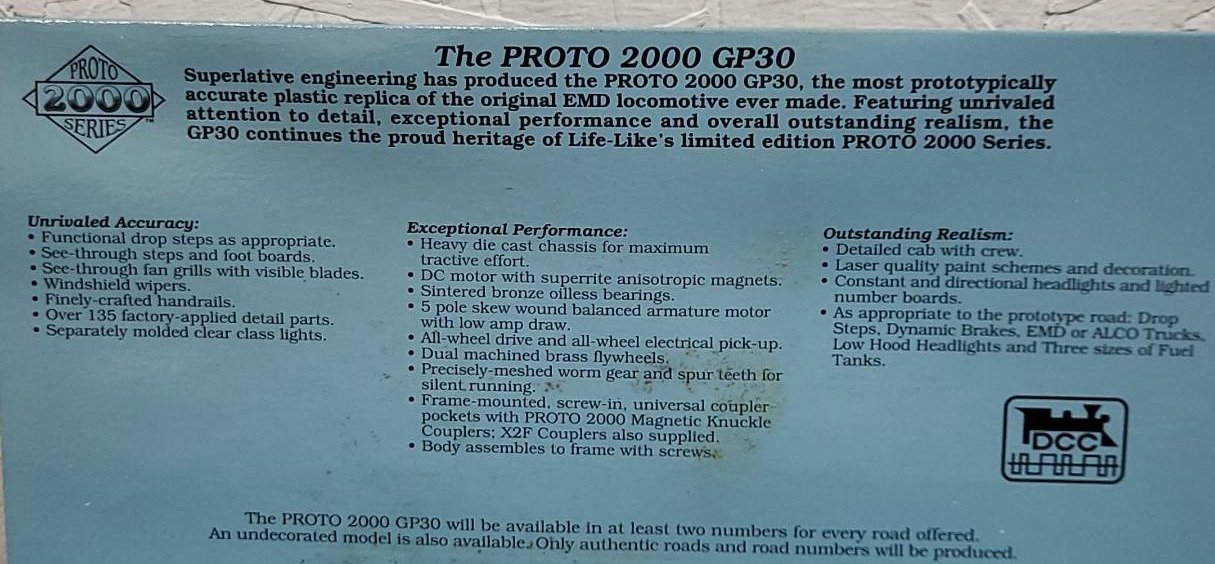 PROTO
2000
SERIES™
The PROTO 2000 GP30
Superlative engineering has produced the PROTO 2000 GP30, the most prototypically
accurate plastic replica of the original EMD locomotive ever made. Featuring unrivaled
attention to detail, exceptional performance and overall outstanding realism, the
GP30 continues the proud heritage of Life-Like's limited edition PROTO 2000 Series.
Unrivaled Accuracy:
• Functional drop steps as appropriate.
• See-through steps and foot boards.
• See-through fan grills with visible blades.
• Windshield wipers.
• Finely-crafted handrails.
• Over 135 factory-applied detail parts.
• Separately molded clear class lights.
Exceptional Performance:
• Heavy die cast chassis for maximum
tractive effort.
• DC motor with superrite anisotropic magnets.
• Sintered bronze oilless bearings.
• 5 pole skew wound balanced armature motor
with low amp draw.
• All-wheel drive and all-wheel electrical pick-up.
• Dual machined brass flywheels.
• Precisely-meshed worm gear and spur teeth for
silent running.
• Frame-mounted, screw-in, universal coupler
pockets with PROTO 2000 Magnetic Knuckle
Couplers; X2F Couplers also supplied.
• Body assembles to frame with screws.
Outstanding Realism:
• Detailed cab with crew.
• Laser quality paint schemes and decoration.
• Constant and directional headlights and lighted
number boards.
• As appropriate to the prototype road: Drop
Steps, Dynamic Brakes, EMD or ALCO Trucks,
Low Hood Headlights and Three sizes of Fuel
Tanks.
DCC
The PROTO 2000 GP30 will be available in at least two numbers for every road offered.
An undecorated model is also available. Only authentic roads and road numbers will be produced.